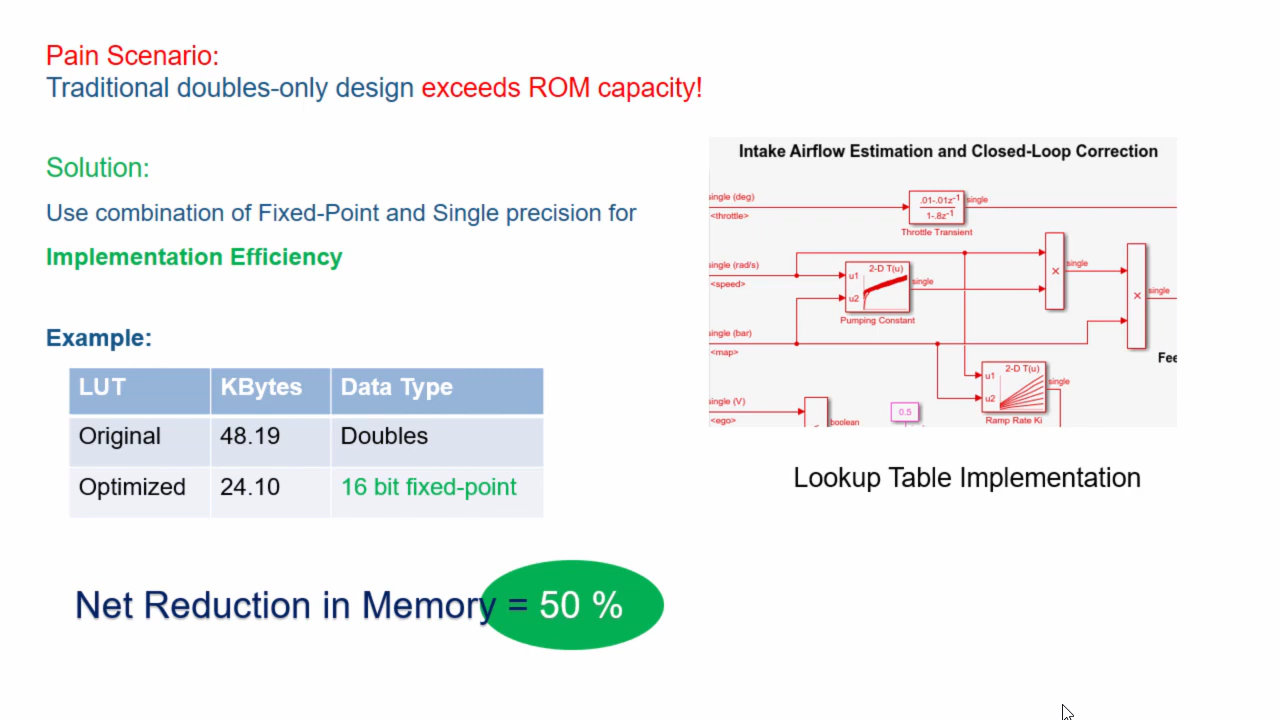 Pain Scenario:
Traditional doubles-only design exceeds ROM capacity!
Solution:
Use combination of Fixed-Point and Single precision for
Implementation Efficiency
Example:
LUT KBytes Data Type
Original 48.19 Doubles
Optimized 24.10 16 bit fixed-point
Net Reduction in Memory = 50 %
Intake Airflow Estimation and Closed-Loop Correction
single (deg)
<throttle>
.01-.01z-1
1-.8z-1
single
Throttle Transient
single (rad/s)
<speed>
2-D T(u)
u1
u2
single
Pumping Constant
×
single
×
single
single (bar)
<map>
Fee
2-D T(u)
u1
u2
single
Ramp Rate Ki
single (V)
<ego>
boolean
0.5
Lookup Table Implementation